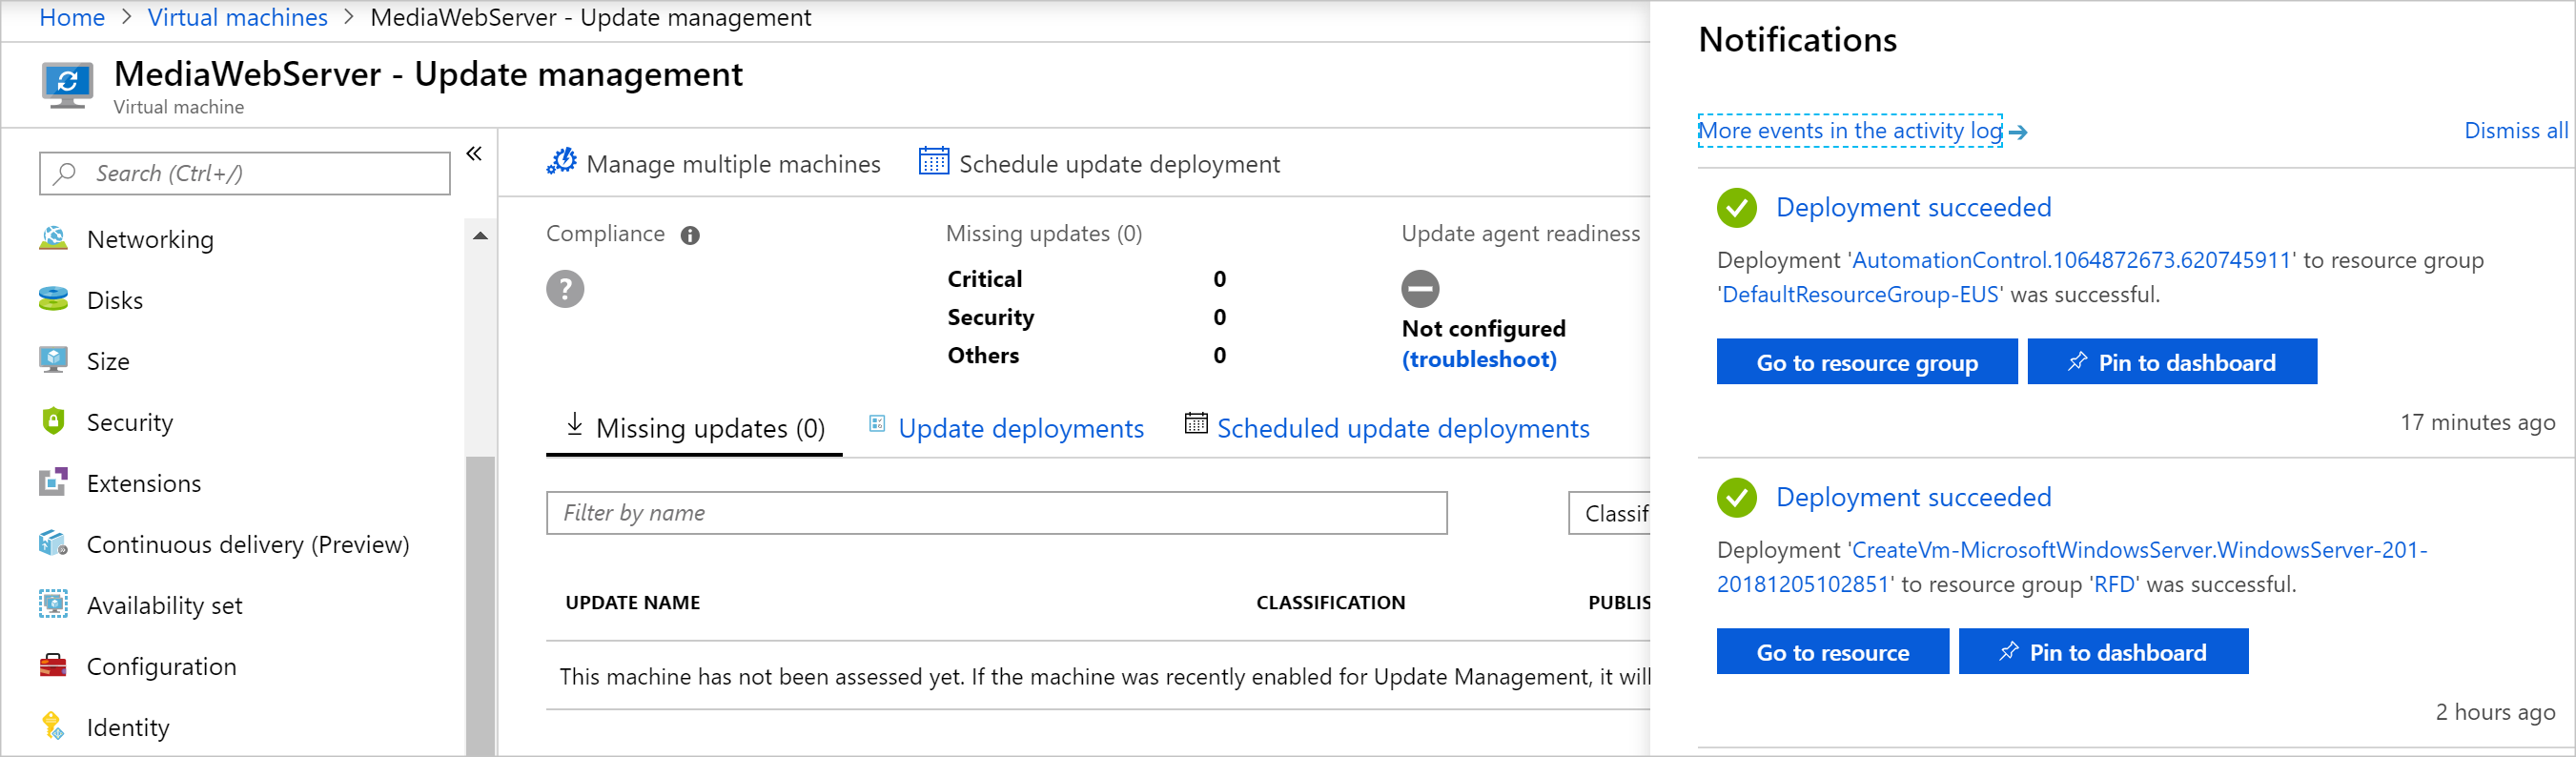 Home > Virtual machines > MediaWebServer - Update management
MediaWebServer - Update management
Virtual machine
Search (Ctrl+/)
«
Networking
Disks
Size
Security
Extensions
Continuous delivery (Preview)
Availability set
Configuration
Identity
Manage multiple machines
Schedule update deployment
Compliance
Missing updates (0)
Critical 0
Security 0
Others 0
Update agent readiness
Not configured
(troubleshoot)
Missing updates (0)
Update deployments
Scheduled update deployments
Filter by name
Classif
UPDATE NAME
CLASSIFICATION
PUBLIS
This machine has not been assessed yet. If the machine was recently enabled for Update Management, it will
Notifications
More events in the activity log →
Dismiss all
Deployment succeeded
Deployment 'AutomationControl.1064872673.620745911' to resource group
'DefaultResourceGroup-EUS' was successful.
Go to resource group
Pin to dashboard
17 minutes ago
Deployment succeeded
Deployment 'CreateVm-MicrosoftWindowsServer.WindowsServer-201-
20181205102851' to resource group 'RFD' was successful.
Go to resource
Pin to dashboard
2 hours ago